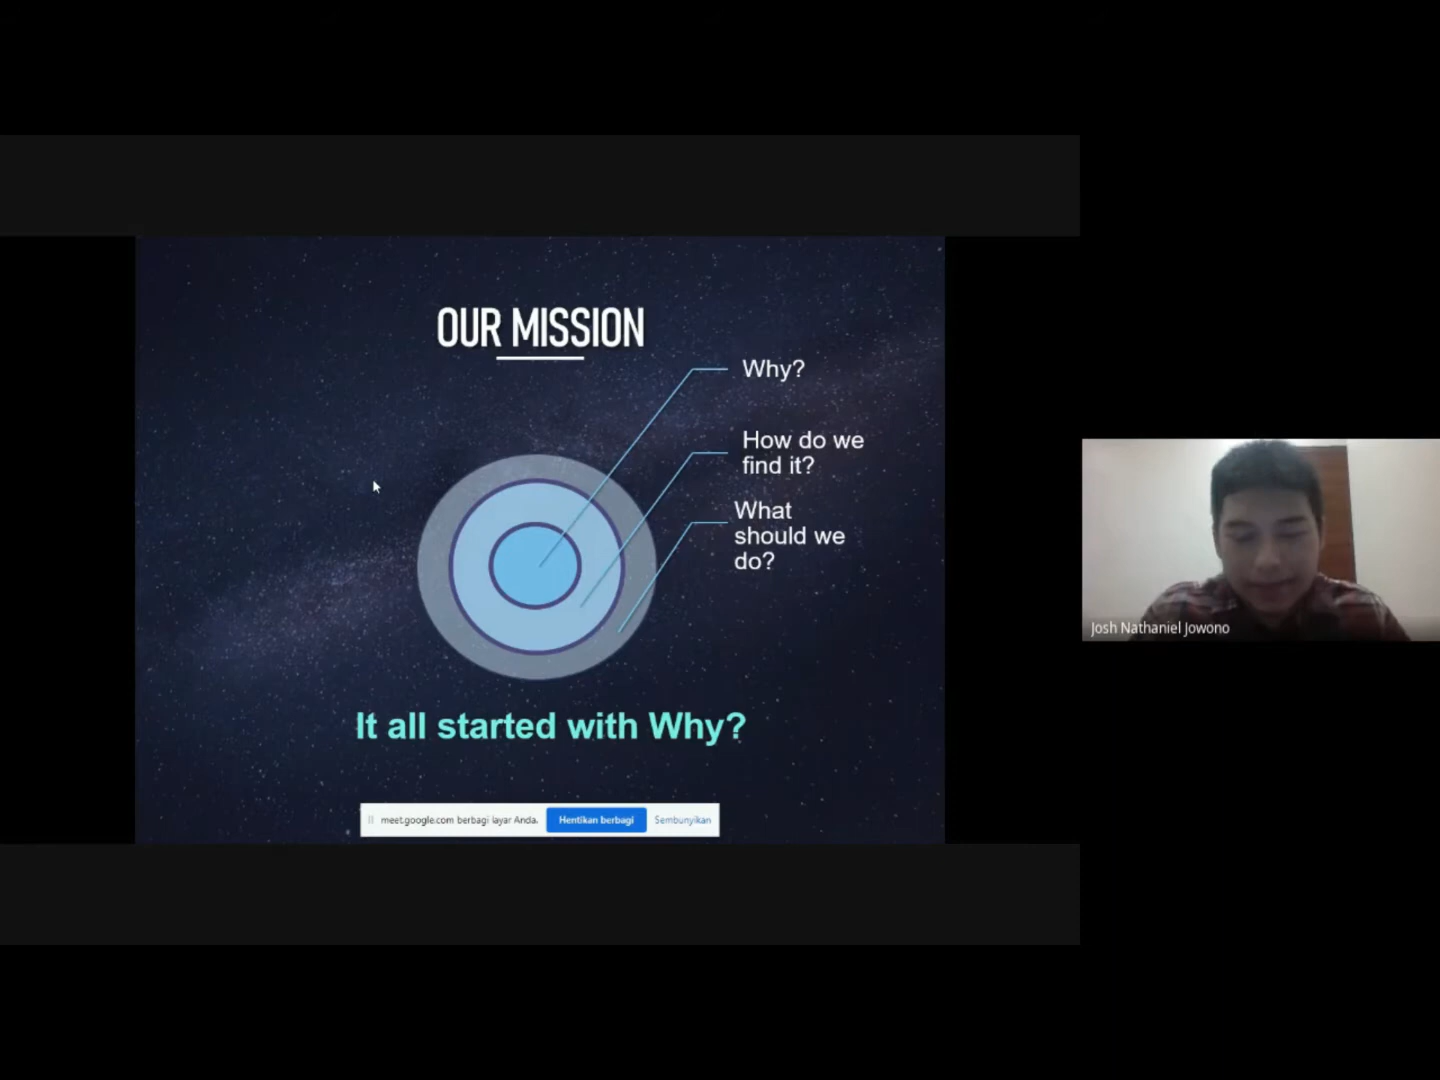 OUR MISSION
Why?
How do we
find it?
What
should we
do?
It all started with Why?
meet.google.com berbagi layar Anda.
Hentikan berbagi
Sembunyikan
Josh Nathaniel Jowono